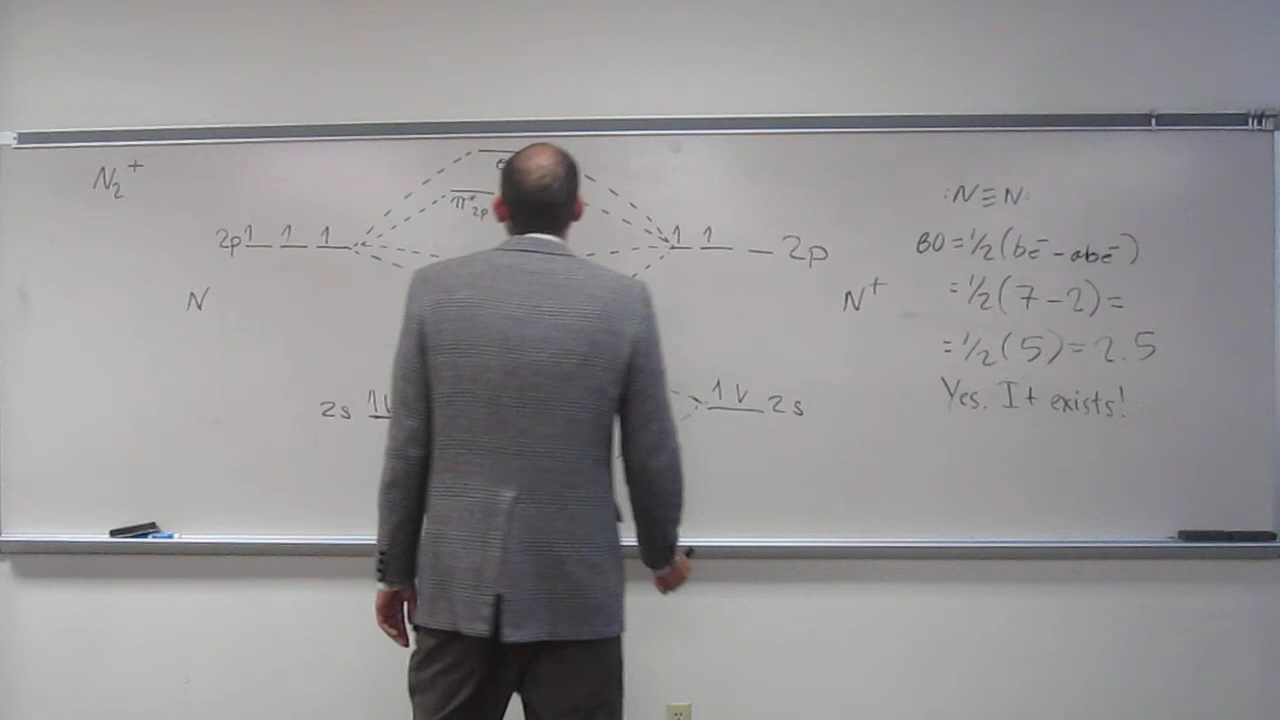 N₂⁺
π*₂p
2p 1 1 1
1 1 2p
N
N⁺
2s 1
1 V 2s
:N≡N:
BO=½(be⁻-abe⁻)
=½(7-2)=
=½(5)=2.5
Yes. It exists!